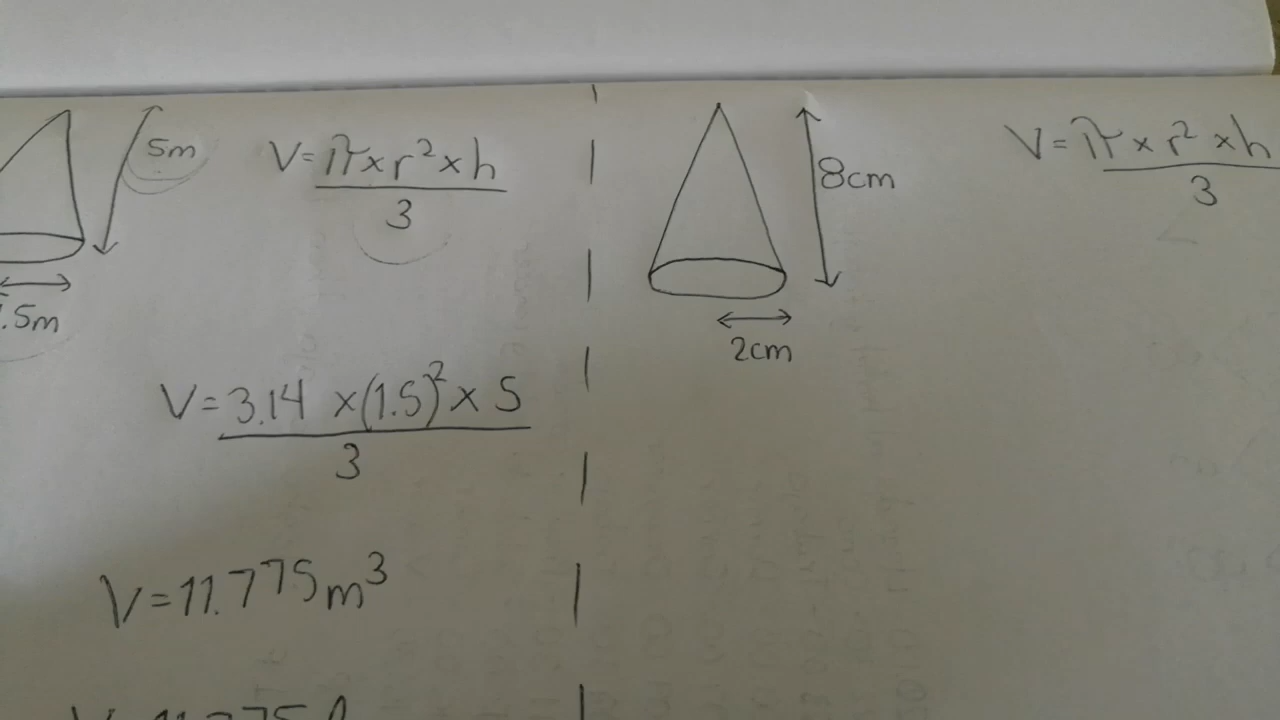 5m
V = π x r² x h
3
.5m
V = 3.14 x (1.5)² x 5
3
V = 11.775 m³
8cm
2cm
V = π x r² x h
3